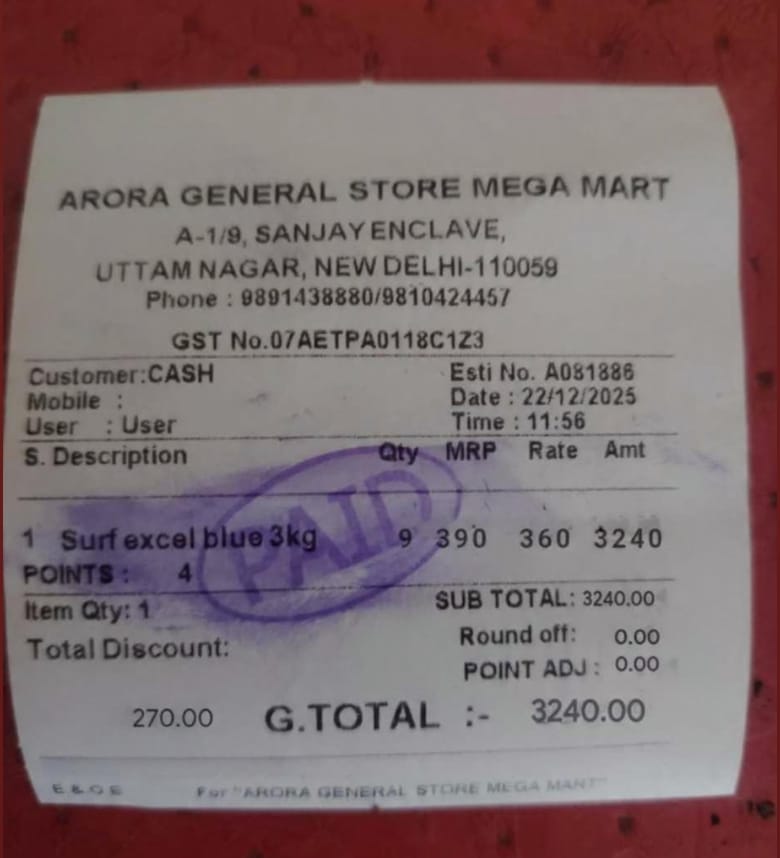 ARORA GENERAL STORE MEGA MART
A-1/9, SANJAY ENCLAVE,
UTTAM NAGAR, NEW DELHI-110059
Phone : 9891438880/9810424457
GST No.07AETPA0118C1Z3
Customer:CASH Esti No. A081886
Mobile : Date : 22/12/2025
User : User Time : 11:56
S. Description Qty MRP Rate Amt
PAID
1 Surf excel blue 3kg 9 390 360 3240
POINTS : 4
Item Qty: 1 SUB TOTAL: 3240.00
Total Discount: Round off: 0.00
POINT ADJ : 0.00
270.00 G.TOTAL :- 3240.00
E & O E For "ARORA GENERAL STORE MEGA MART"